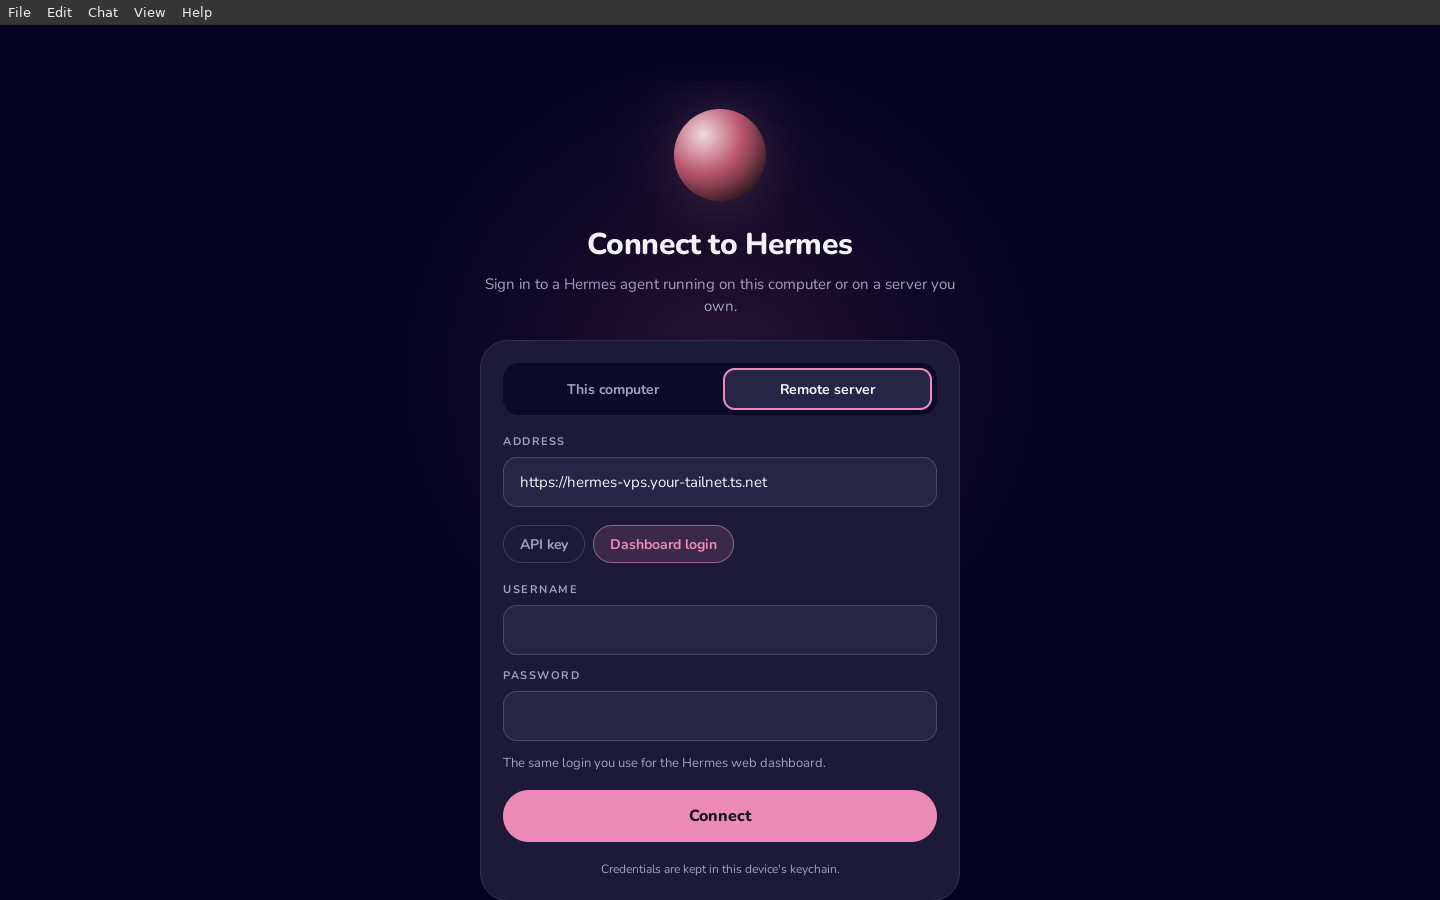 File Edit Chat View Help
Connect to Hermes
Sign in to a Hermes agent running on this computer or on a server you
own.
This computer Remote server
ADDRESS
https://hermes-vps.your-tailnet.ts.net
API key Dashboard login
USERNAME
PASSWORD
The same login you use for the Hermes web dashboard.
Connect
Credentials are kept in this device's keychain.